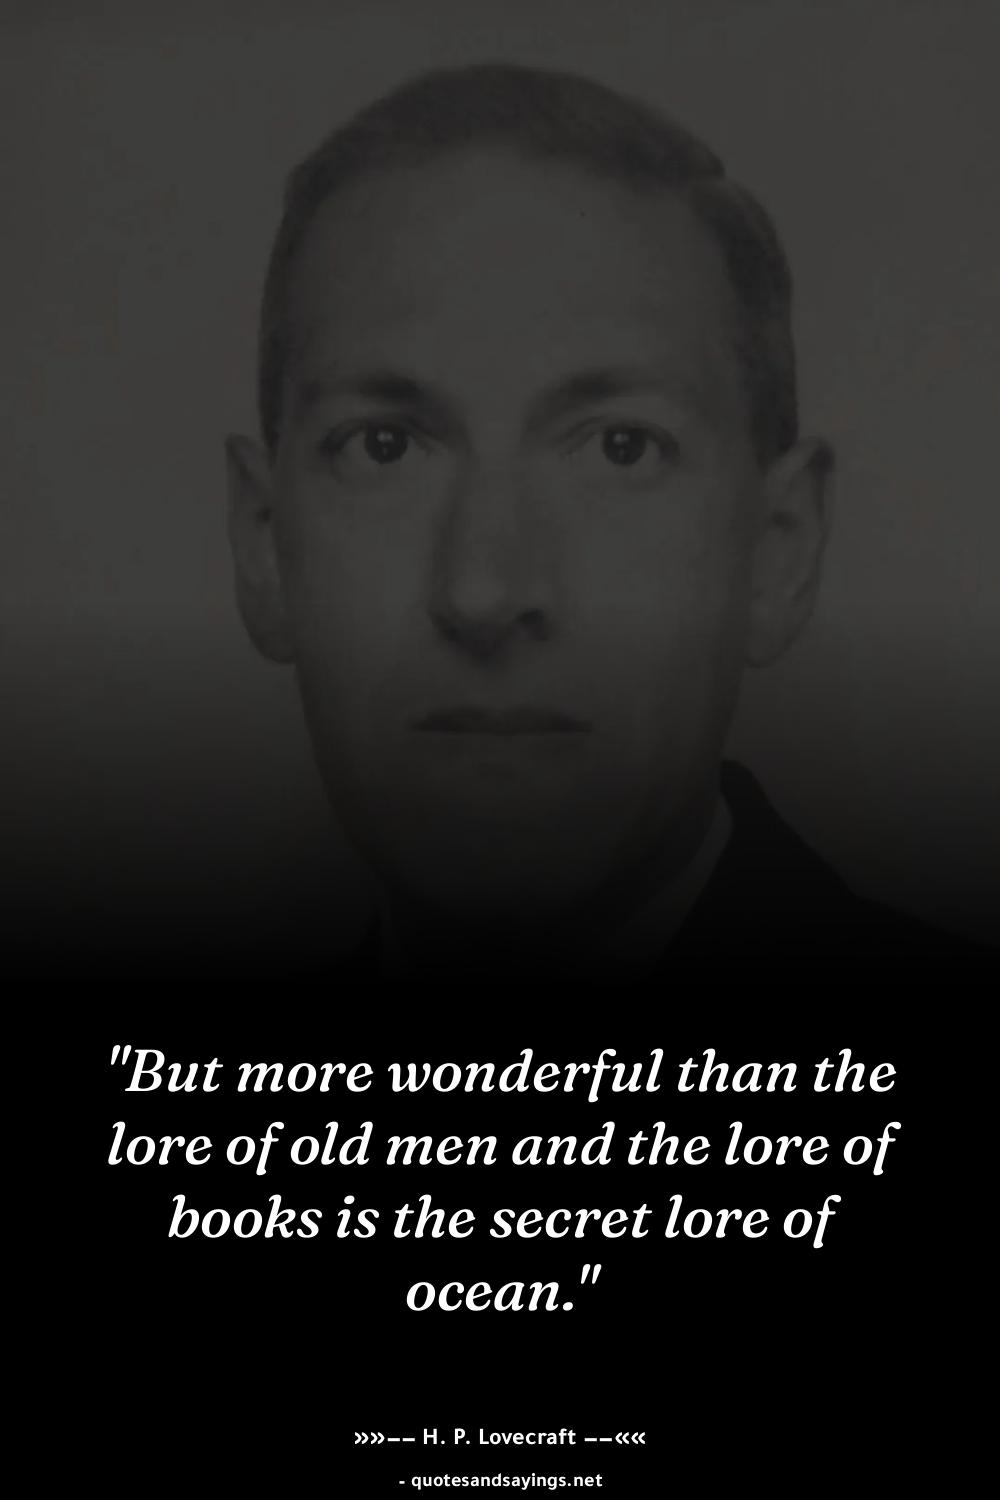 "But more wonderful than the
lore of old men and the lore of
books is the secret lore of
ocean."
»»−− H. P. Lovecraft −−««
- quotesandsayings.net